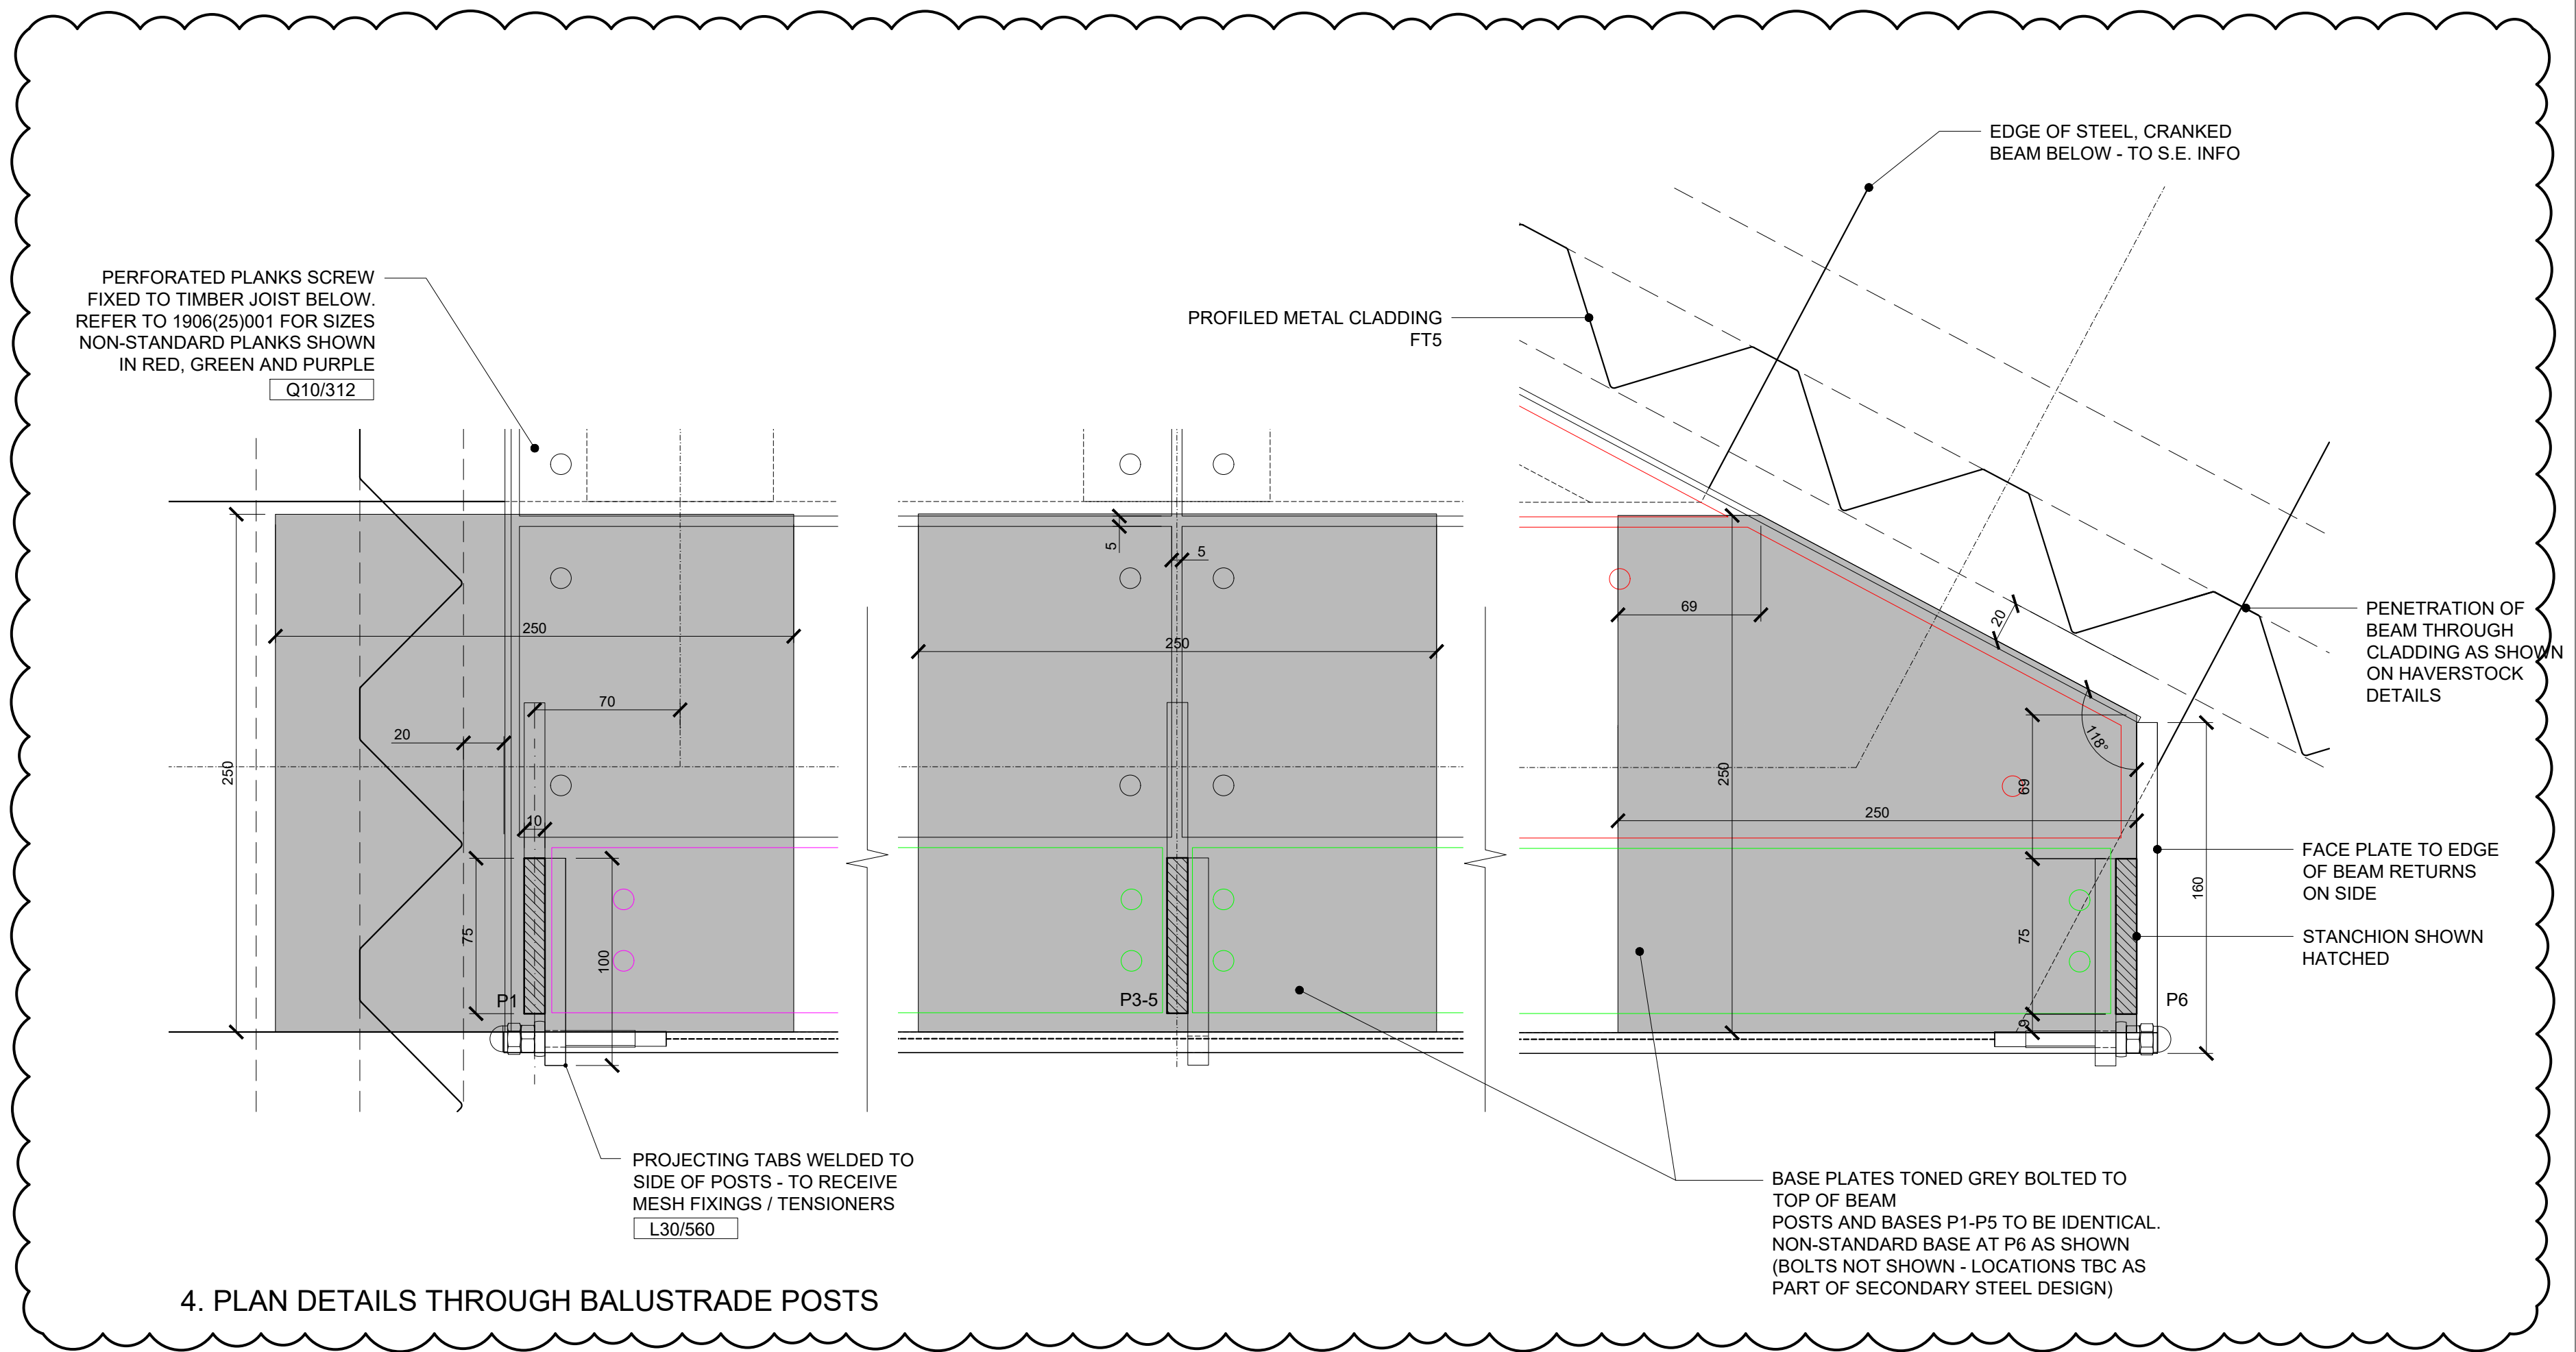 EDGE OF STEEL, CRANKED
BEAM BELOW - TO S.E. INFO
PERFORATED PLANKS SCREW
FIXED TO TIMBER JOIST BELOW.
REFER TO 1906(25)001 FOR SIZES
NON-STANDARD PLANKS SHOWN
IN RED, GREEN AND PURPLE
Q10/312
PROFILED METAL CLADDING
FT5
PENETRATION OF
BEAM THROUGH
CLADDING AS SHOWN
ON HAVERSTOCK
DETAILS
250
250
20
70
10
75
100
P1
5
5
250
P3-5
69
20
118°
250
69
250
75
9
160
P6
FACE PLATE TO EDGE
OF BEAM RETURNS
ON SIDE
STANCHION SHOWN
HATCHED
PROJECTING TABS WELDED TO
SIDE OF POSTS - TO RECEIVE
MESH FIXINGS / TENSIONERS
L30/560
BASE PLATES TONED GREY BOLTED TO
TOP OF BEAM
POSTS AND BASES P1-P5 TO BE IDENTICAL.
NON-STANDARD BASE AT P6 AS SHOWN
(BOLTS NOT SHOWN - LOCATIONS TBC AS
PART OF SECONDARY STEEL DESIGN)
4. PLAN DETAILS THROUGH BALUSTRADE POSTS